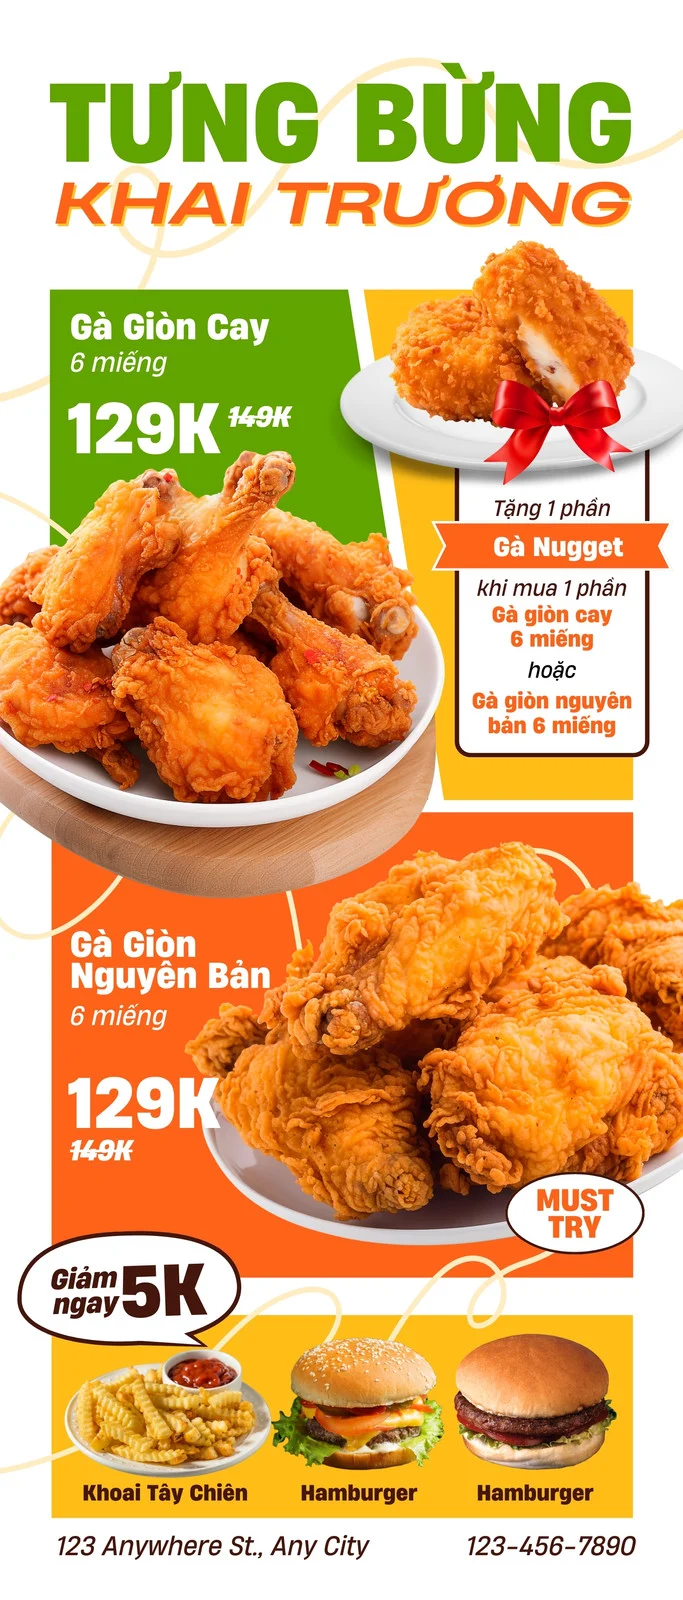 TƯNG BỪNG
KHAI TRƯƠNG
Gà Giòn Cay
6 miếng
129K 149K
Tặng 1 phần
Gà Nugget
khi mua 1 phần
Gà giòn cay
6 miếng
hoặc
Gà giòn nguyên
bản 6 miếng
Gà Giòn
Nguyên Bản
6 miếng
129K
149K
MUST
TRY
Giảm
ngay 5K
Khoai Tây Chiên
Hamburger
Hamburger
123 Anywhere St., Any City
123-456-7890